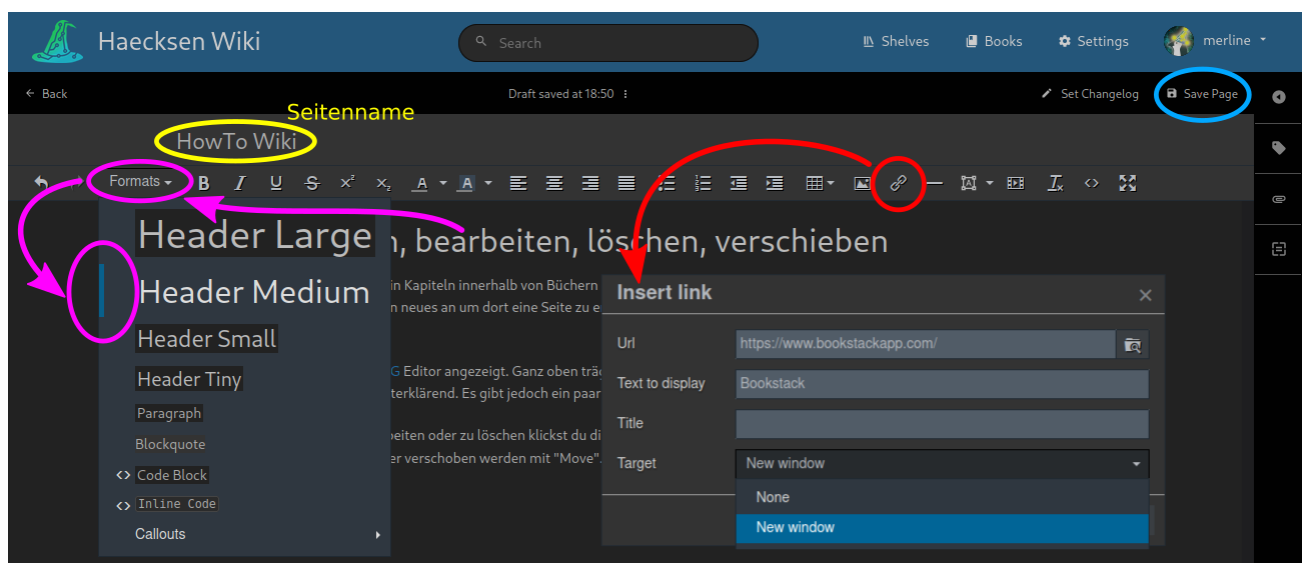 Haecksen Wiki
Search
Shelves
Books
Settings
merline
Back
Draft saved at 18:50
Set Changelog
Save Page
Seitenname
HowTo Wiki
Formats
B I U S x² x₂ A A
Header Large
Header Medium
Header Small
Header Tiny
Paragraph
Blockquote
<> Code Block
<> Inline Code
Callouts
, bearbeiten, löschen, verschieben
in Kapiteln innerhalb von Büchern
n neues an um dort eine Seite zu
G Editor angezeigt. Ganz oben
terklärend. Es gibt jedoch ein paar
eiten oder zu löschen klickst du
er verschoben werden mit "Move".
Insert link
Url
https://www.bookstackapp.com/
Text to display
Bookstack
Title
Target
New window
None
New window